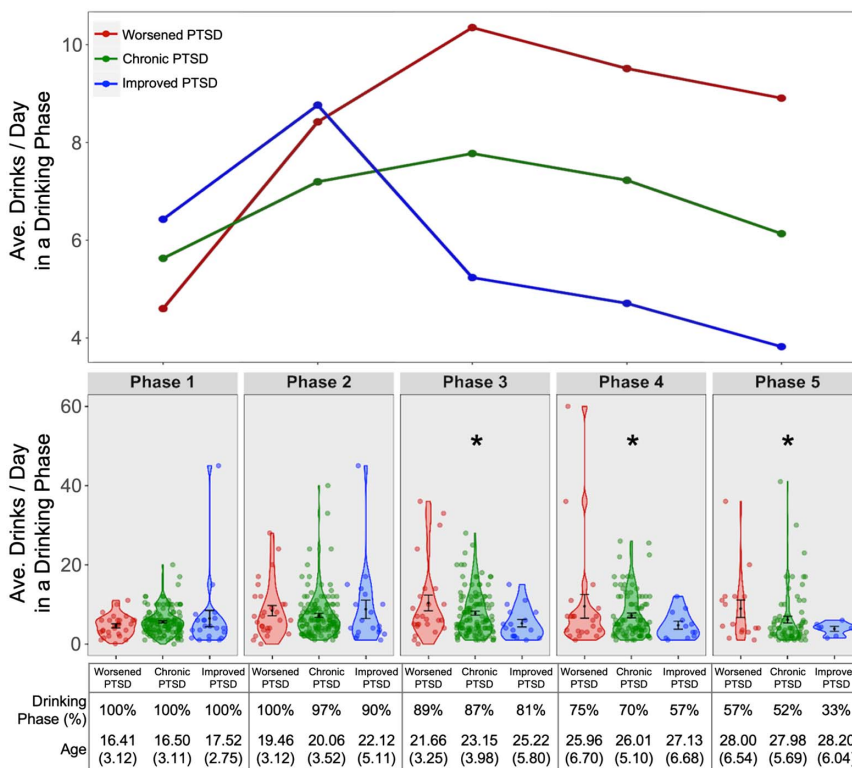 Ave. Drinks / Day
in a Drinking Phase
10
8
6
4
Worsened PTSD
Chronic PTSD
Improved PTSD
Phase 1 Phase 2 Phase 3 Phase 4 Phase 5
Ave. Drinks / Day
in a Drinking Phase
60
40
20
0
* * *
Worsened Chronic Improved Worsened Chronic Improved Worsened Chronic Improved Worsened Chronic Improved Worsened Chronic Improved
PTSD PTSD PTSD PTSD PTSD PTSD PTSD PTSD PTSD PTSD PTSD PTSD PTSD PTSD PTSD
Drinking
Phase (%) 100% 100% 100% 100% 97% 90% 89% 87% 81% 75% 70% 57% 57% 52% 33%
Age 16.41 16.50 17.52 19.46 20.06 22.12 21.66 23.15 25.22 25.96 26.01 27.13 28.00 27.98 28.20
(3.12) (3.11) (2.75) (3.12) (3.52) (5.11) (3.25) (3.98) (5.80) (6.70) (5.10) (6.68) (6.54) (5.69) (6.04)